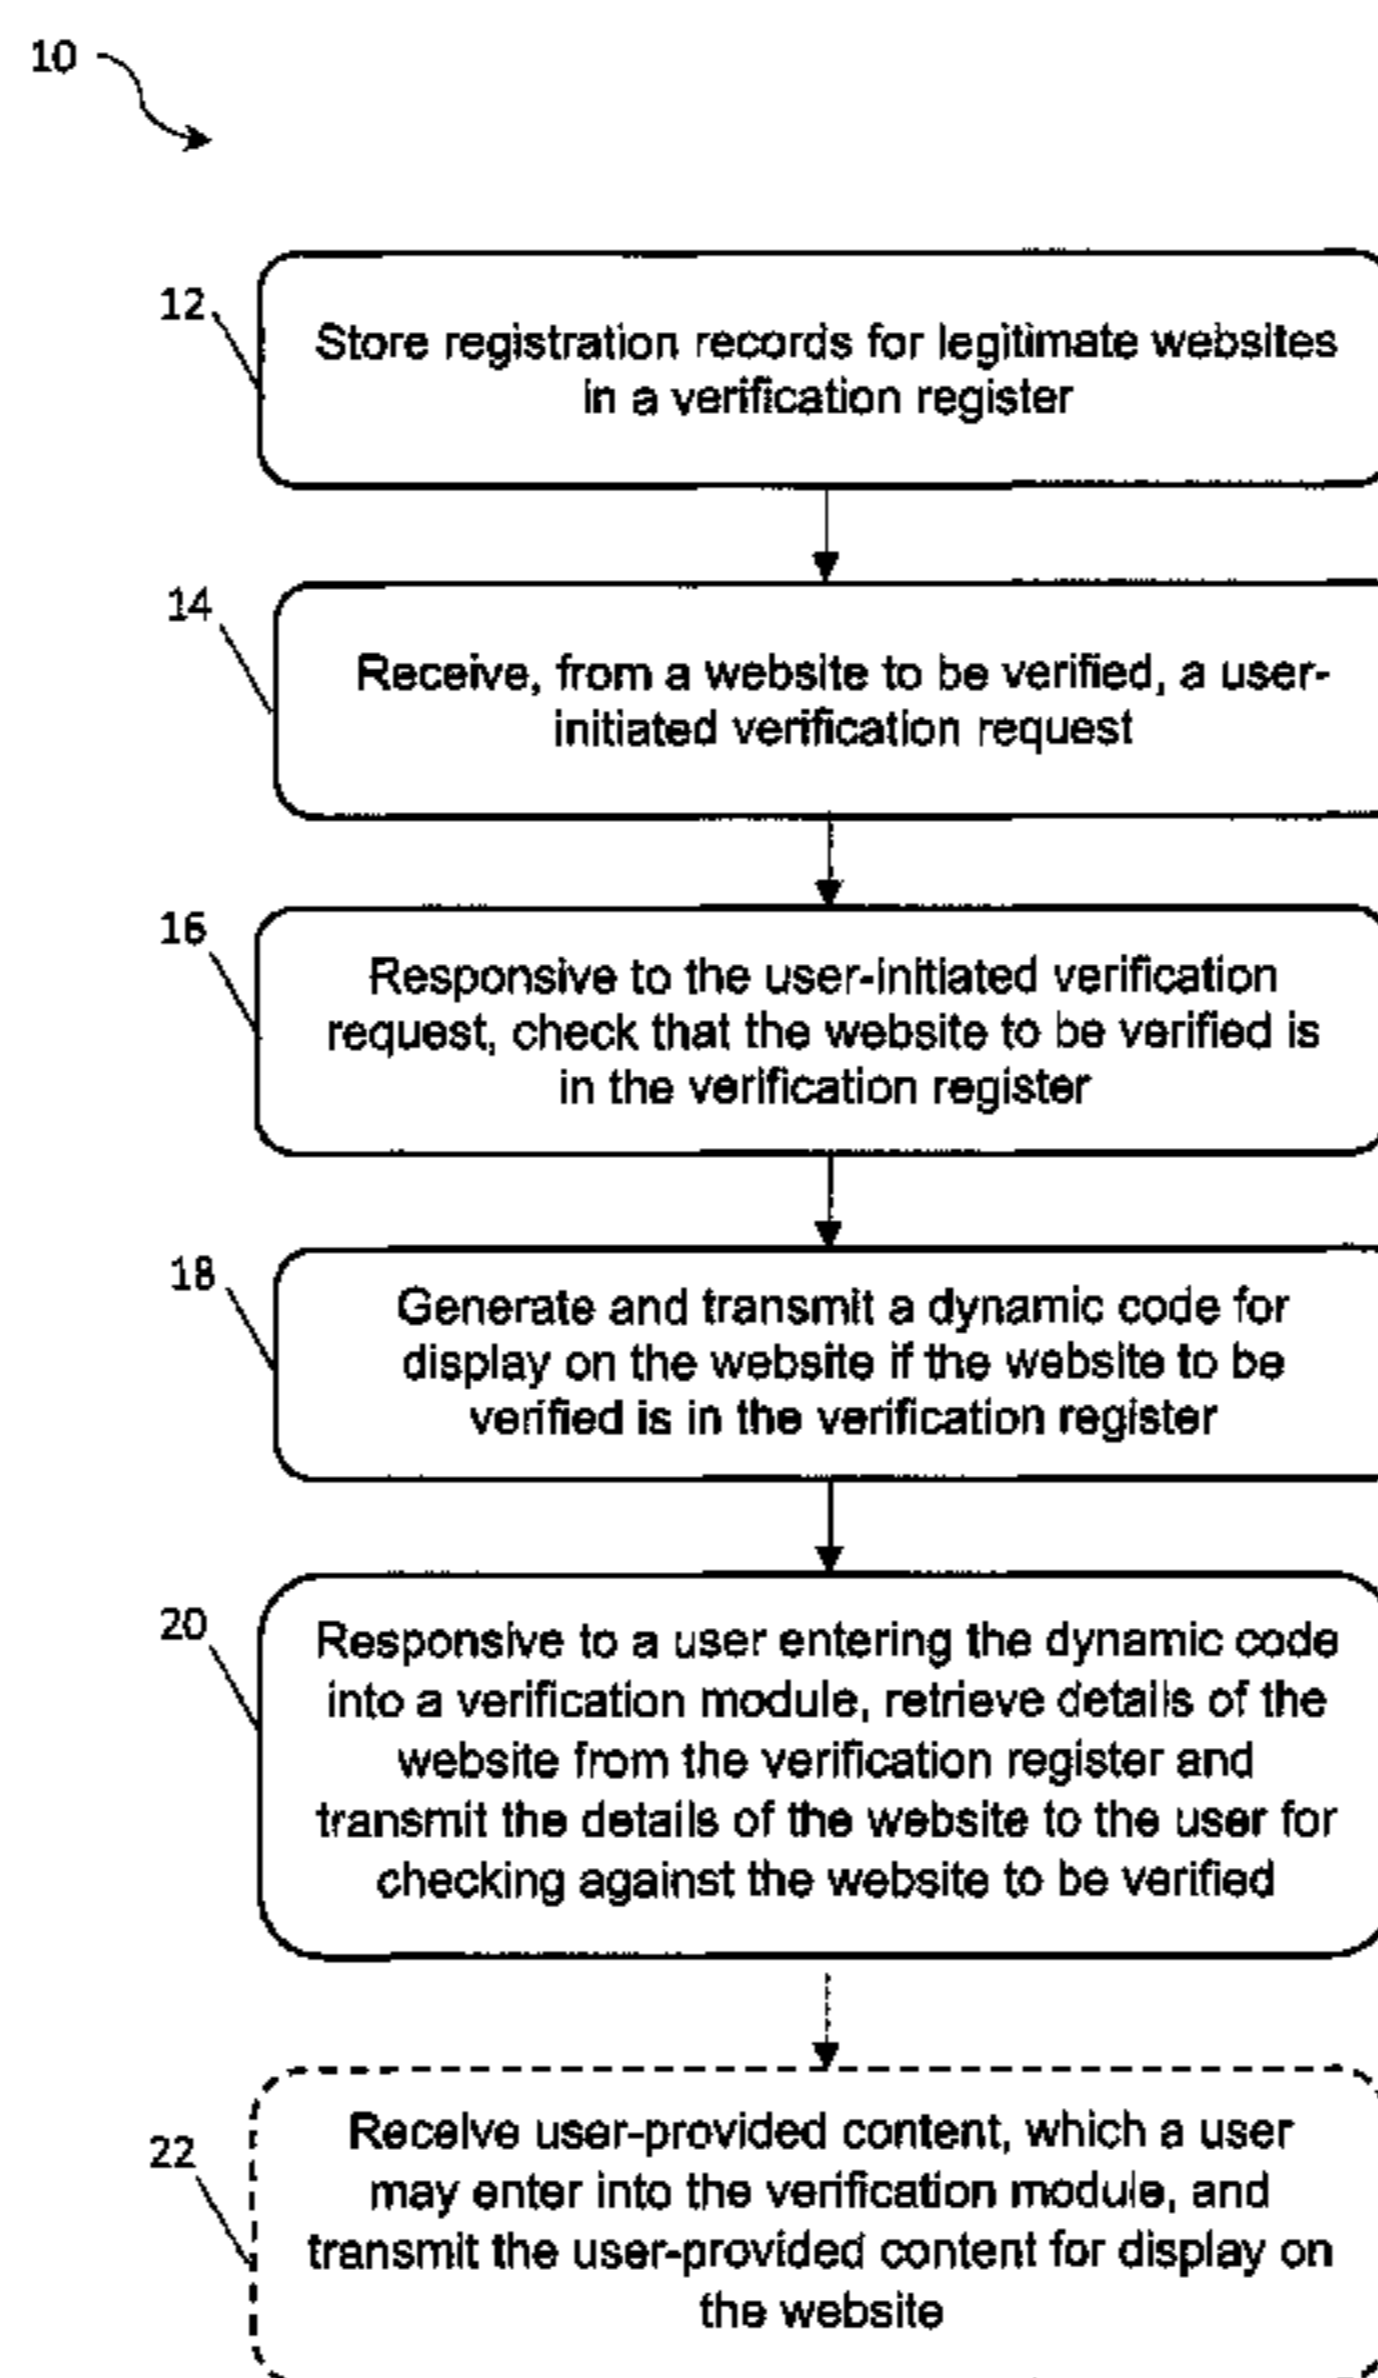 10
12
Store registration records for legitimate websites
in a verification register
14
Receive, from a website to be verified, a user-
initiated verification request
16
Responsive to the user-initiated verification
request, check that the website to be verified is
in the verification register
18
Generate and transmit a dynamic code for
display on the website if the website to be
verified is in the verification register
20
Responsive to a user entering the dynamic code
into a verification module, retrieve details of the
website from the verification register and
transmit the details of the website to the user for
checking against the website to be verified
22
Receive user-provided content, which a user
may enter into the verification module, and
transmit the user-provided content for display on
the website